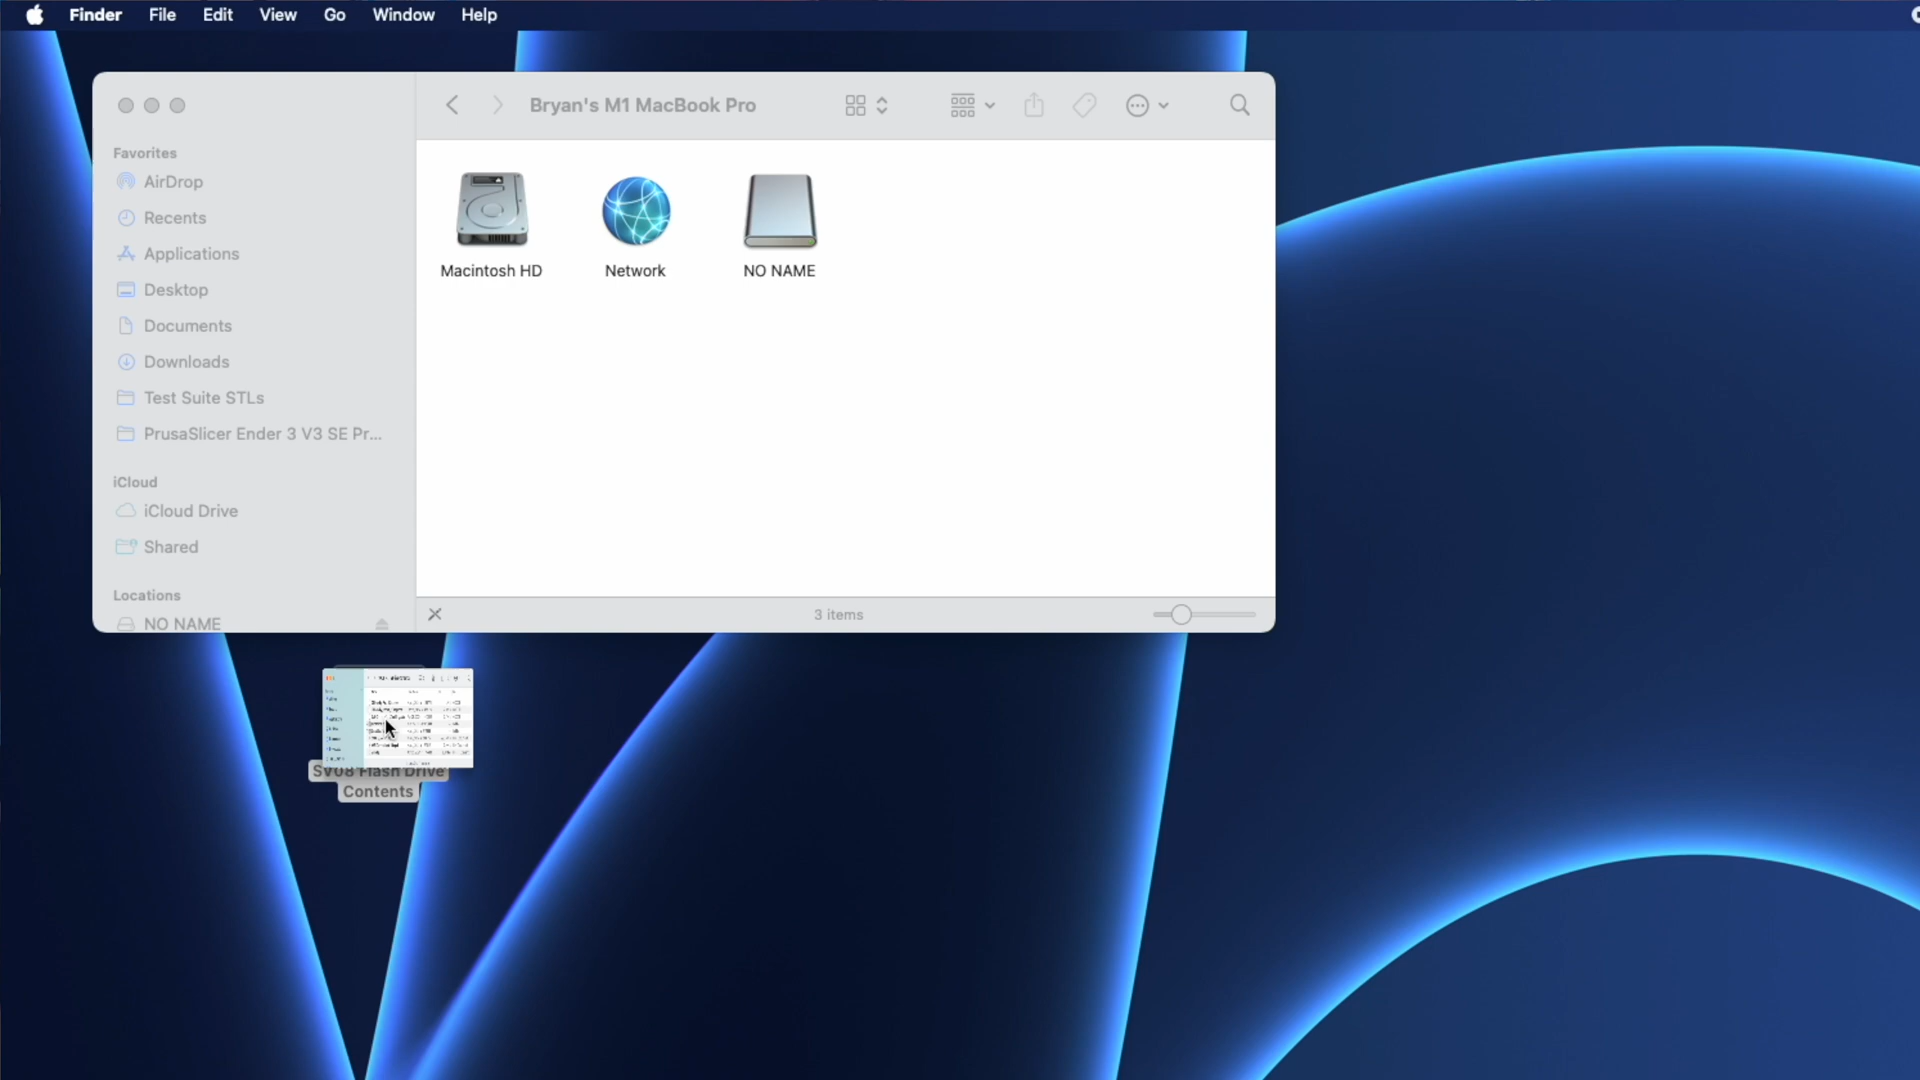 Finder File Edit View Go Window Help
Bryan's M1 MacBook Pro
Favorites
AirDrop
Recents
Applications
Desktop
Documents
Downloads
Test Suite STLs
PrusaSlicer Ender 3 V3 SE Pr...
iCloud
iCloud Drive
Shared
Locations
NO NAME
Macintosh HD
Network
NO NAME
3 items
SV08 Flash Drive
Contents